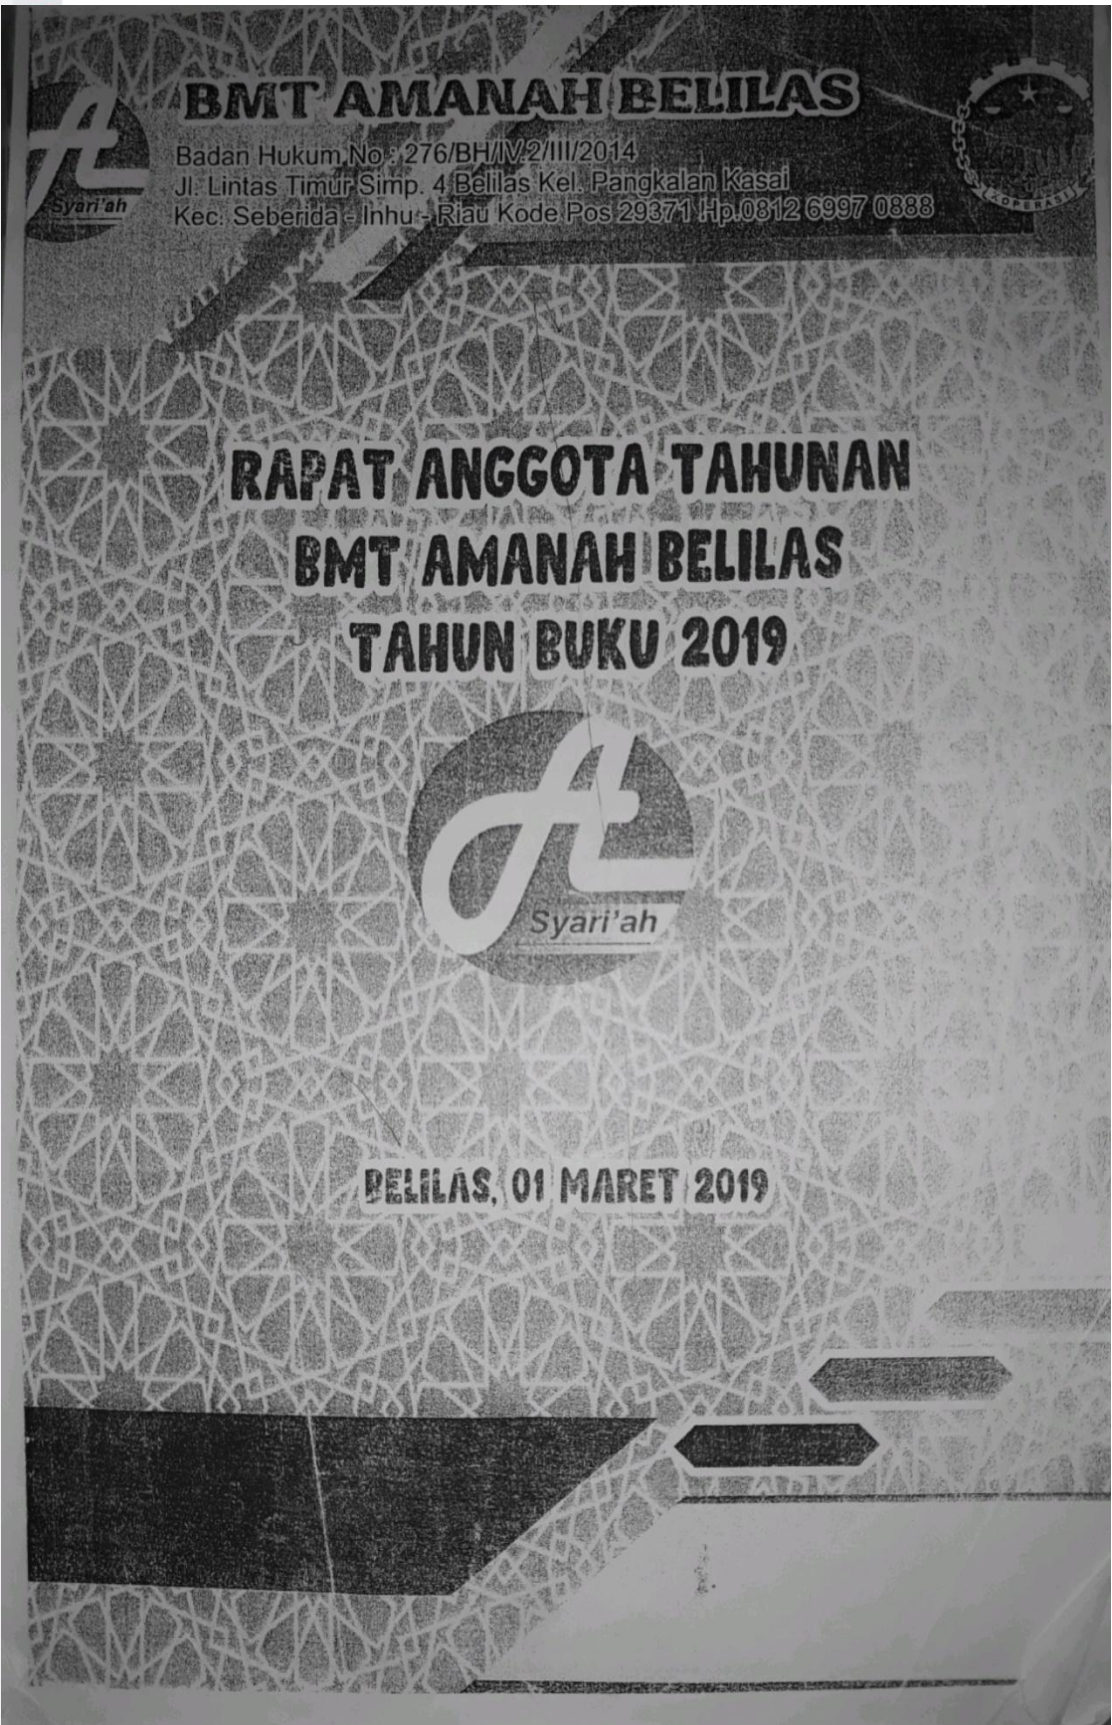 BMT AMANAH BELILAS
Badan Hukum No : 276/BH/IV.2/III/2014
Jl. Lintas Timur Simp. 4 Belilas Kel. Pangkalan Kasai
Kec. Seberida - Inhu - Riau Kode Pos 29371 Hp.0812 6997 0888
Syari'ah
KOPERASI
RAPAT ANGGOTA TAHUNAN
BMT AMANAH BELILAS
TAHUN BUKU 2019
A
Syari'ah
BELILAS, 01 MARET 2019